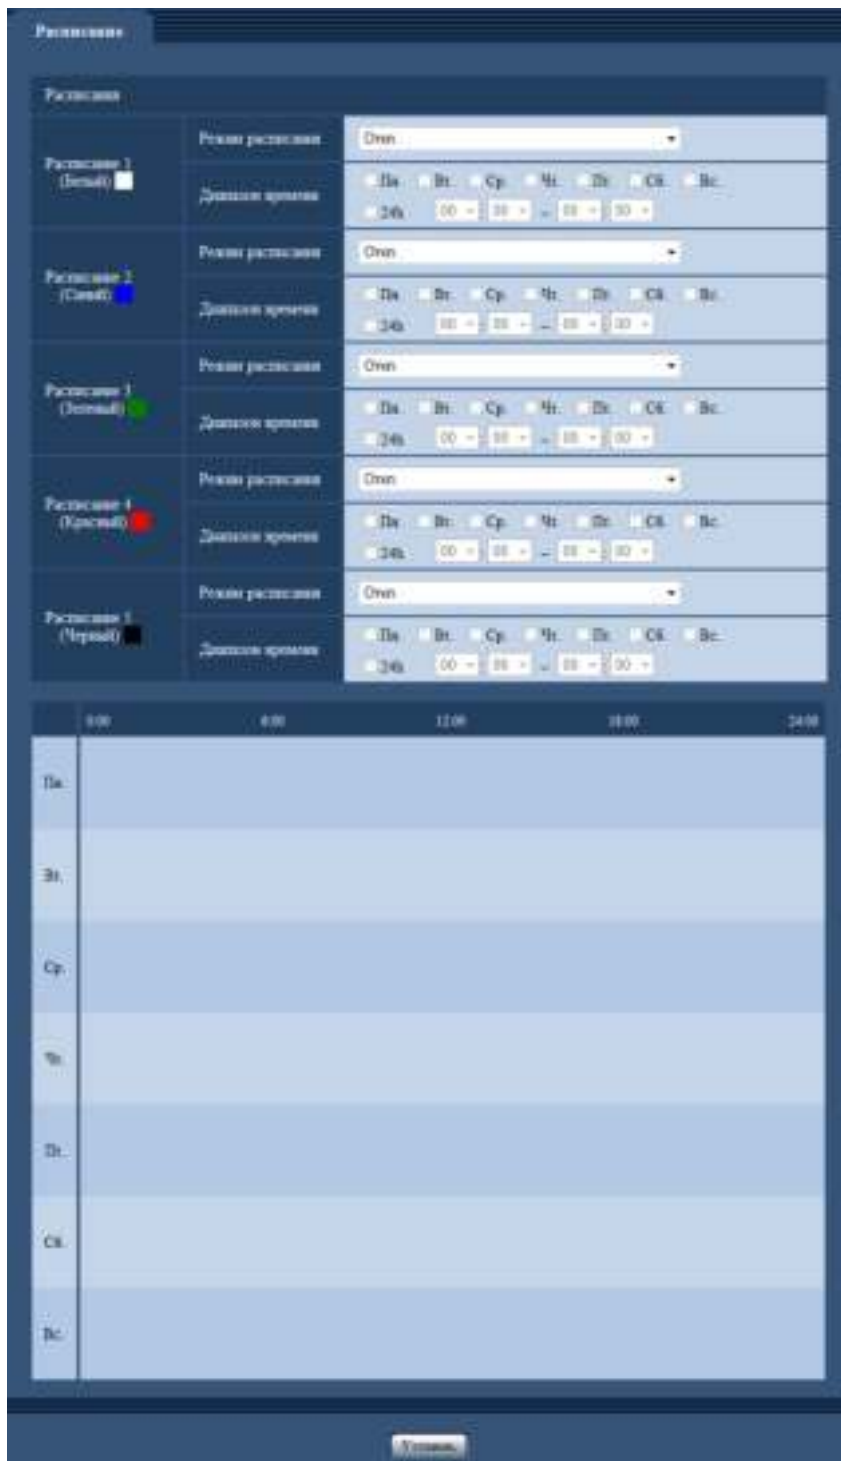 Расписание
Расписания
Расписание 1
(Белый)
Режим расписания
Откл
Диапазон времени
Пн. Вт. Ср. Чт. Пт. Сб. Вс.
24h 00 : 00 - 00 : 00
Расписание 2
(Синий)
Режим расписания
Откл
Диапазон времени
Пн. Вт. Ср. Чт. Пт. Сб. Вс.
24h 00 : 00 - 00 : 00
Расписание 3
(Зеленый)
Режим расписания
Откл
Диапазон времени
Пн. Вт. Ср. Чт. Пт. Сб. Вс.
24h 00 : 00 - 00 : 00
Расписание 4
(Красный)
Режим расписания
Откл
Диапазон времени
Пн. Вт. Ср. Чт. Пт. Сб. Вс.
24h 00 : 00 - 00 : 00
Расписание 5
(Черный)
Режим расписания
Откл
Диапазон времени
Пн. Вт. Ср. Чт. Пт. Сб. Вс.
24h 00 : 00 - 00 : 00
0:00 6:00 12:00 18:00 24:00
Пн.
Вт.
Ср.
Чт.
Пт.
Сб.
Вс.
Установ.